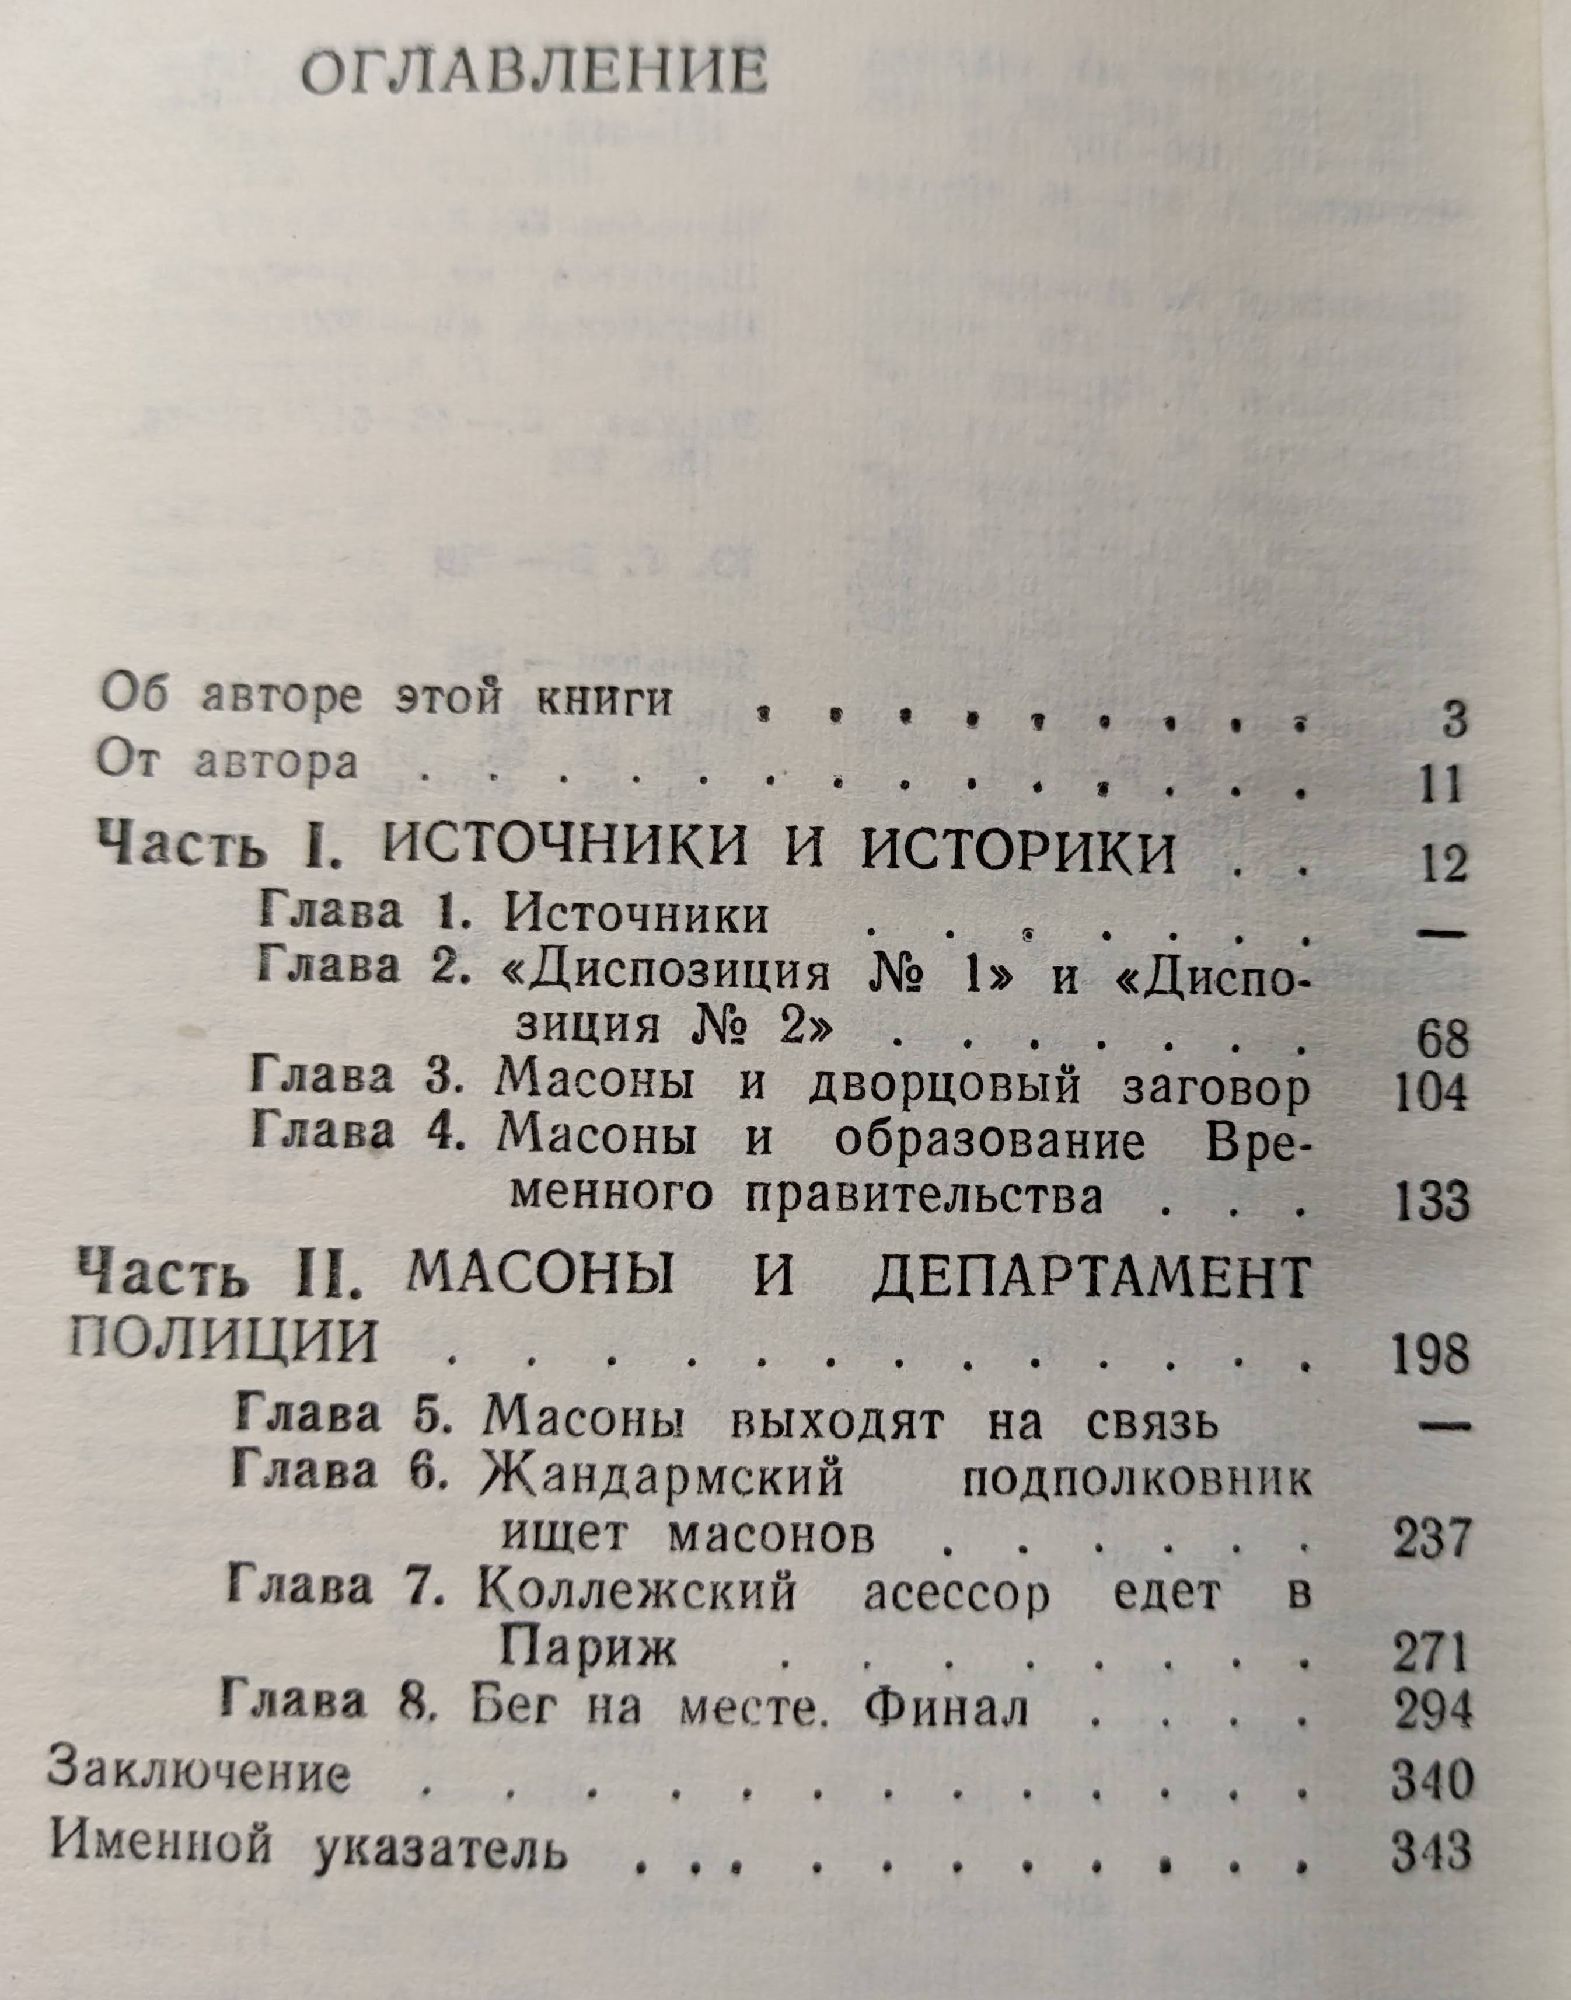 ОГЛАВЛЕНИЕ
Об авторе этой книги . . . . . . . . . 3
От автора . . . . . . . . . . . . . . 11
Часть I. ИСТОЧНИКИ И ИСТОРИКИ . . 12
Глава 1. Источники . . . . . . . —
Глава 2. «Диспозиция № 1» и «Диспо-
зиция № 2» . . . . . . . 68
Глава 3. Масоны и дворцовый заговор 104
Глава 4. Масоны и образование Вре-
менного правительства . . . 133
Часть II. МАСОНЫ И ДЕПАРТАМЕНТ
ПОЛИЦИИ . . . . . . . . . . . . . 198
Глава 5. Масоны выходят на связь —
Глава 6. Жандармский подполковник
ищет масонов . . . . . . 237
Глава 7. Коллежский асессор едет в
Париж . . . . . . . . 271
Глава 8. Бег на месте. Финал . . . . 294
Заключение . . . . . . . . . . . . . 340
Именной указатель . . . . . . . . . . . 343